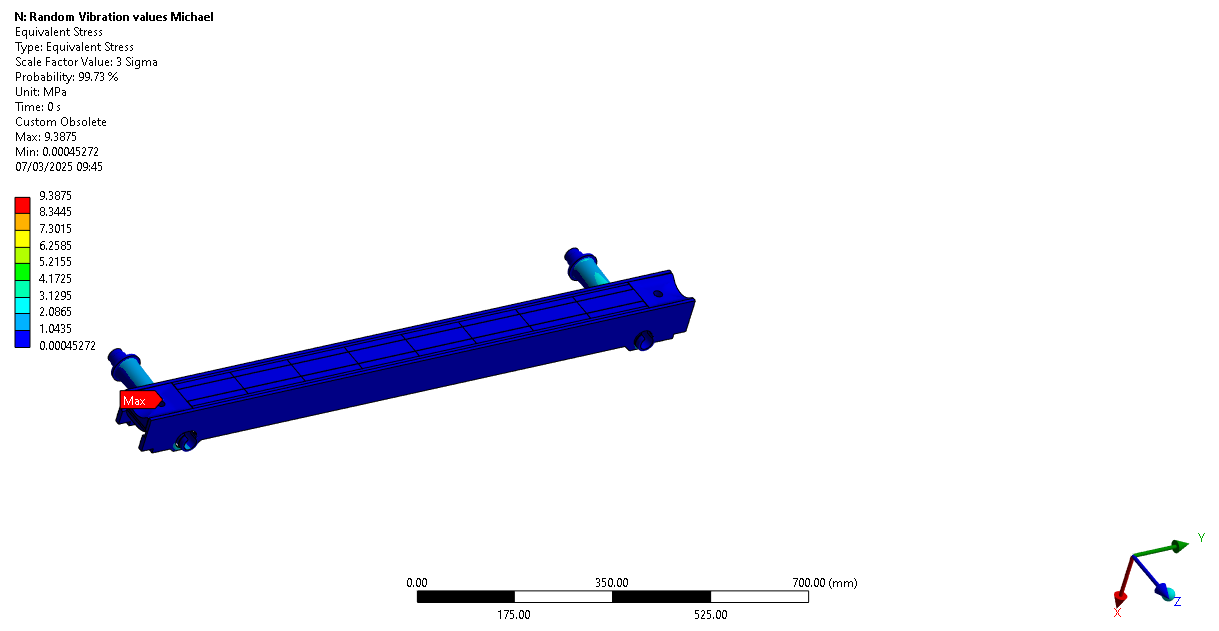 N: Random Vibration values Michael
Equivalent Stress
Type: Equivalent Stress
Scale Factor Value: 3 Sigma
Probability: 99.73 %
Unit: MPa
Time: 0 s
Custom Obsolete
Max: 9.3875
Min: 0.00045272
07/03/2025 09:45
9.3875
8.3445
7.3015
6.2585
5.2155
4.1725
3.1295
2.0865
1.0435
0.00045272
Max
0.00 350.00 700.00 (mm)
175.00 525.00
Y
Z
X